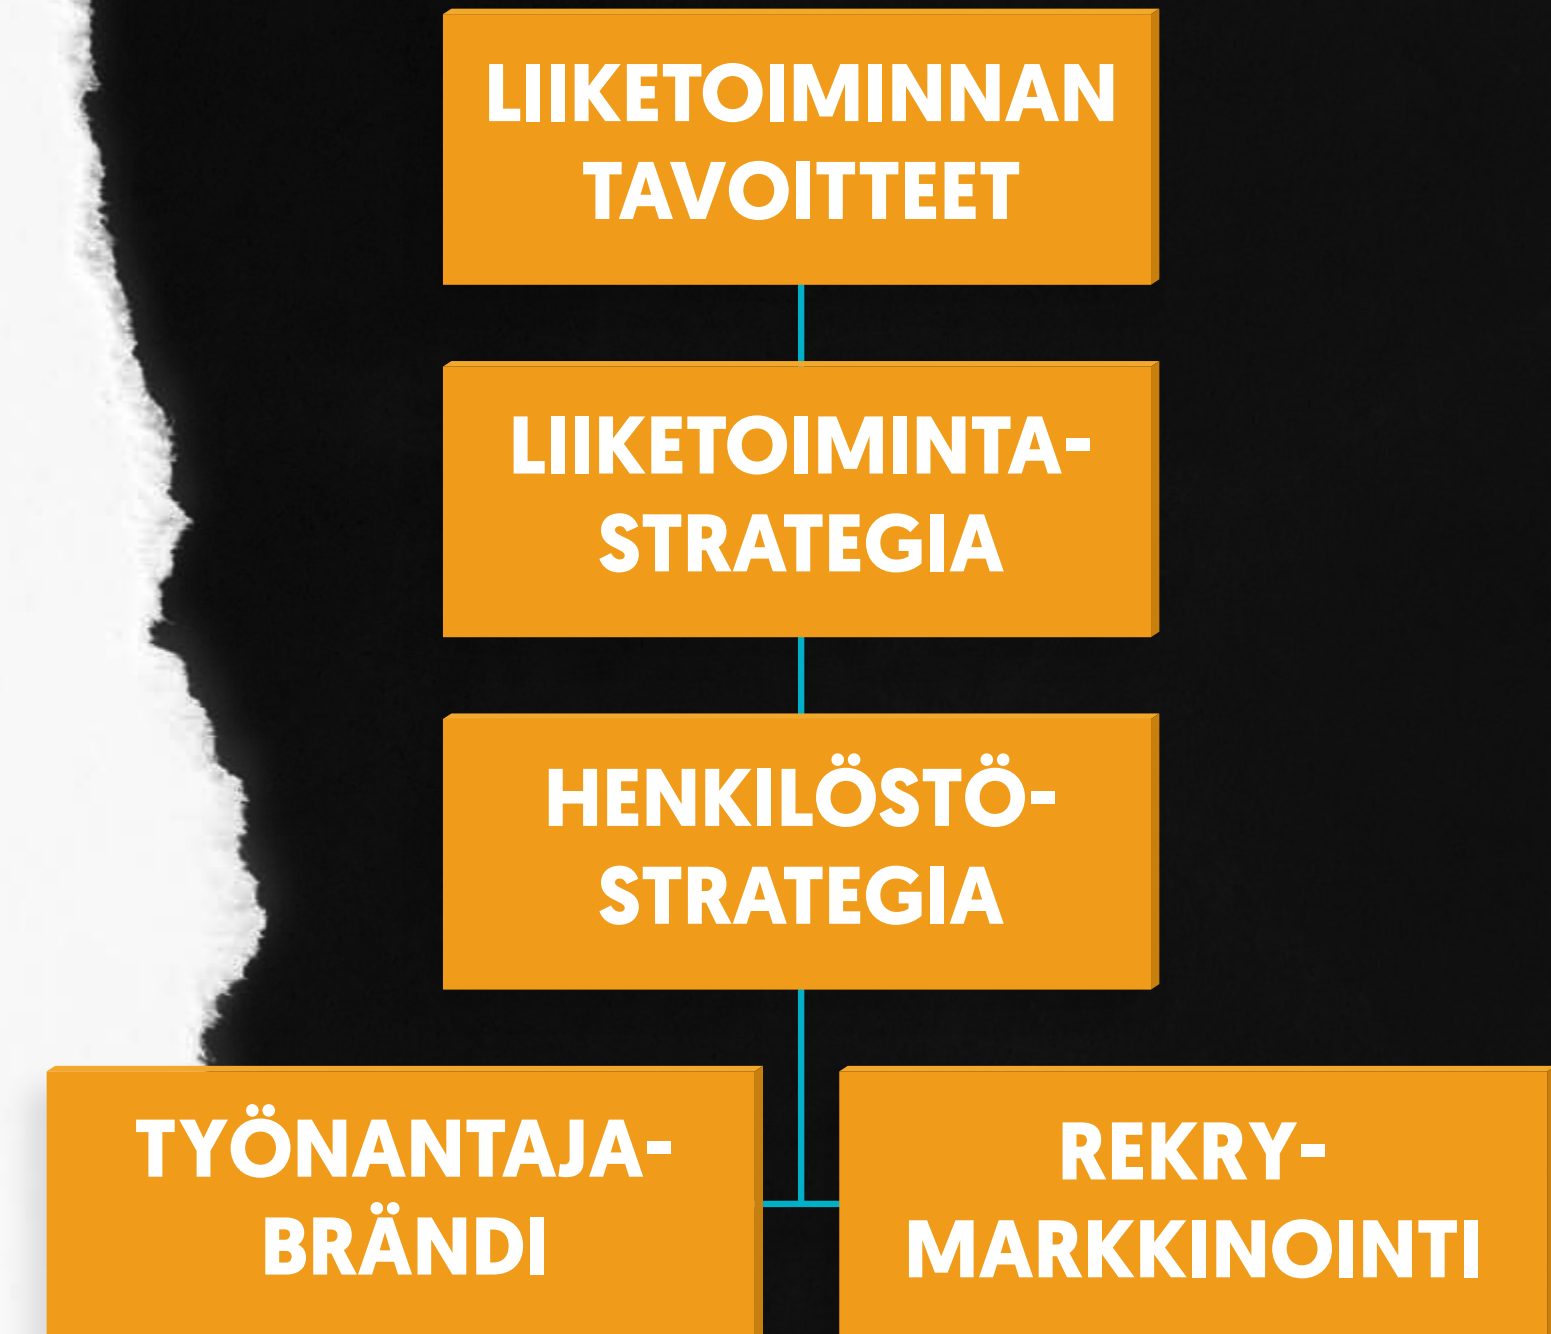 LIIKETOIMINNAN
TAVOITTEET
LIIKETOIMINTA-
STRATEGIA
HENKILÖSTÖ-
STRATEGIA
TYÖNANTAJA-
BRÄNDI
REKRY-
MARKKINOINTI